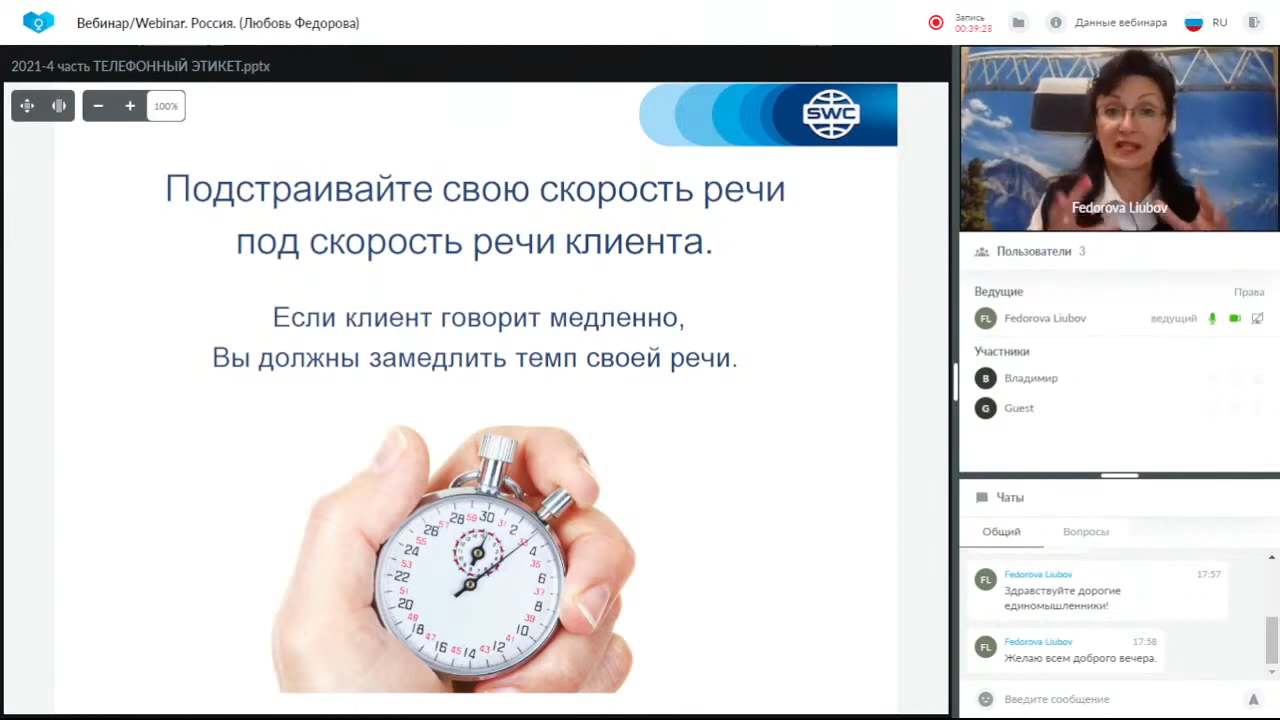 Вебинар/Webinar. Россия. (Любовь Федорова)
Запись
00:39:28
Данные вебинара
RU
2021-4 часть ТЕЛЕФОННЫЙ ЭТИКЕТ.pptx
100%
SWC
Подстраивайте свою скорость речи
под скорость речи клиента.
Если клиент говорит медленно,
Вы должны замедлить темп своей речи.
Fedorova Liubov
Пользователи 3
Ведущие Права
FL Fedorova Liubov ведущий
Участники
В Владимир
G Guest
Чаты
Общий Вопросы
FL Fedorova Liubov 17:57
Здравствуйте дорогие
единомышленники!
FL Fedorova Liubov 17:58
Желаю всем доброго вечера.
Введите сообщение